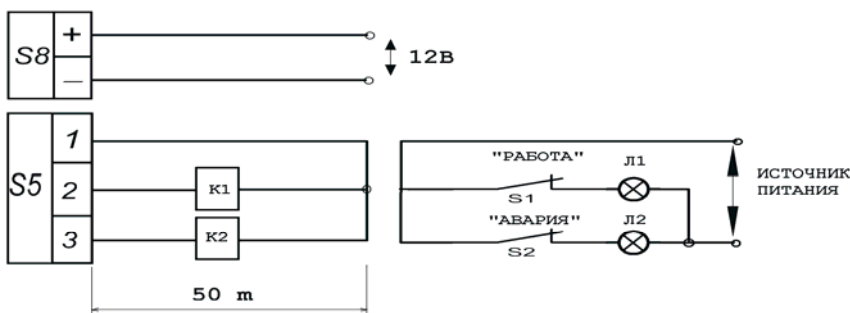 S8
+
−
12В
S5
1
2
3
К1
К2
50 m
"РАБОТА"
Л1
S1
"АВАРИЯ"
Л2
S2
ИСТОЧНИК
ПИТАНИЯ